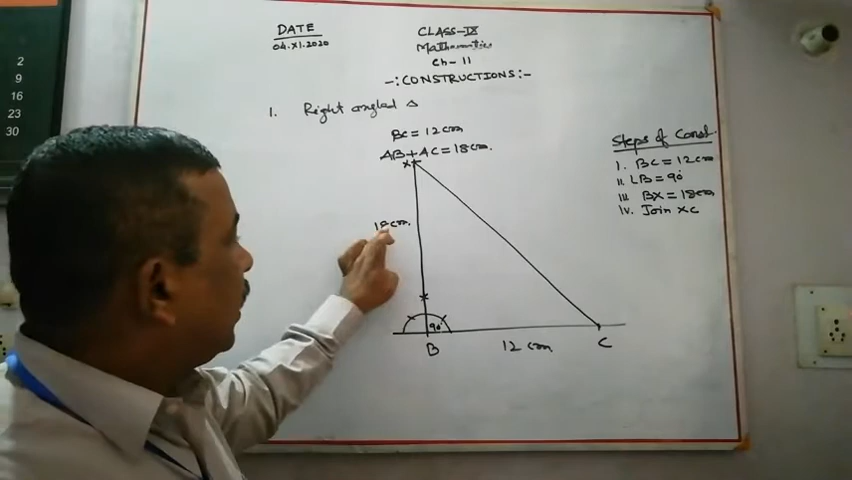 DATE
04.XI.2020
CLASS-IX
Mathematics
Ch-11
-:CONSTRUCTIONS:-
1. Right angled △
BC = 12 cm
AB + AC = 18 cm.
X
18 cm.
90°
B
12 cm
C
Steps of Const.
I. BC = 12 cm
II. ∠B = 90°
III. BX = 18 cm
IV. Join XC
2
9
16
23
30